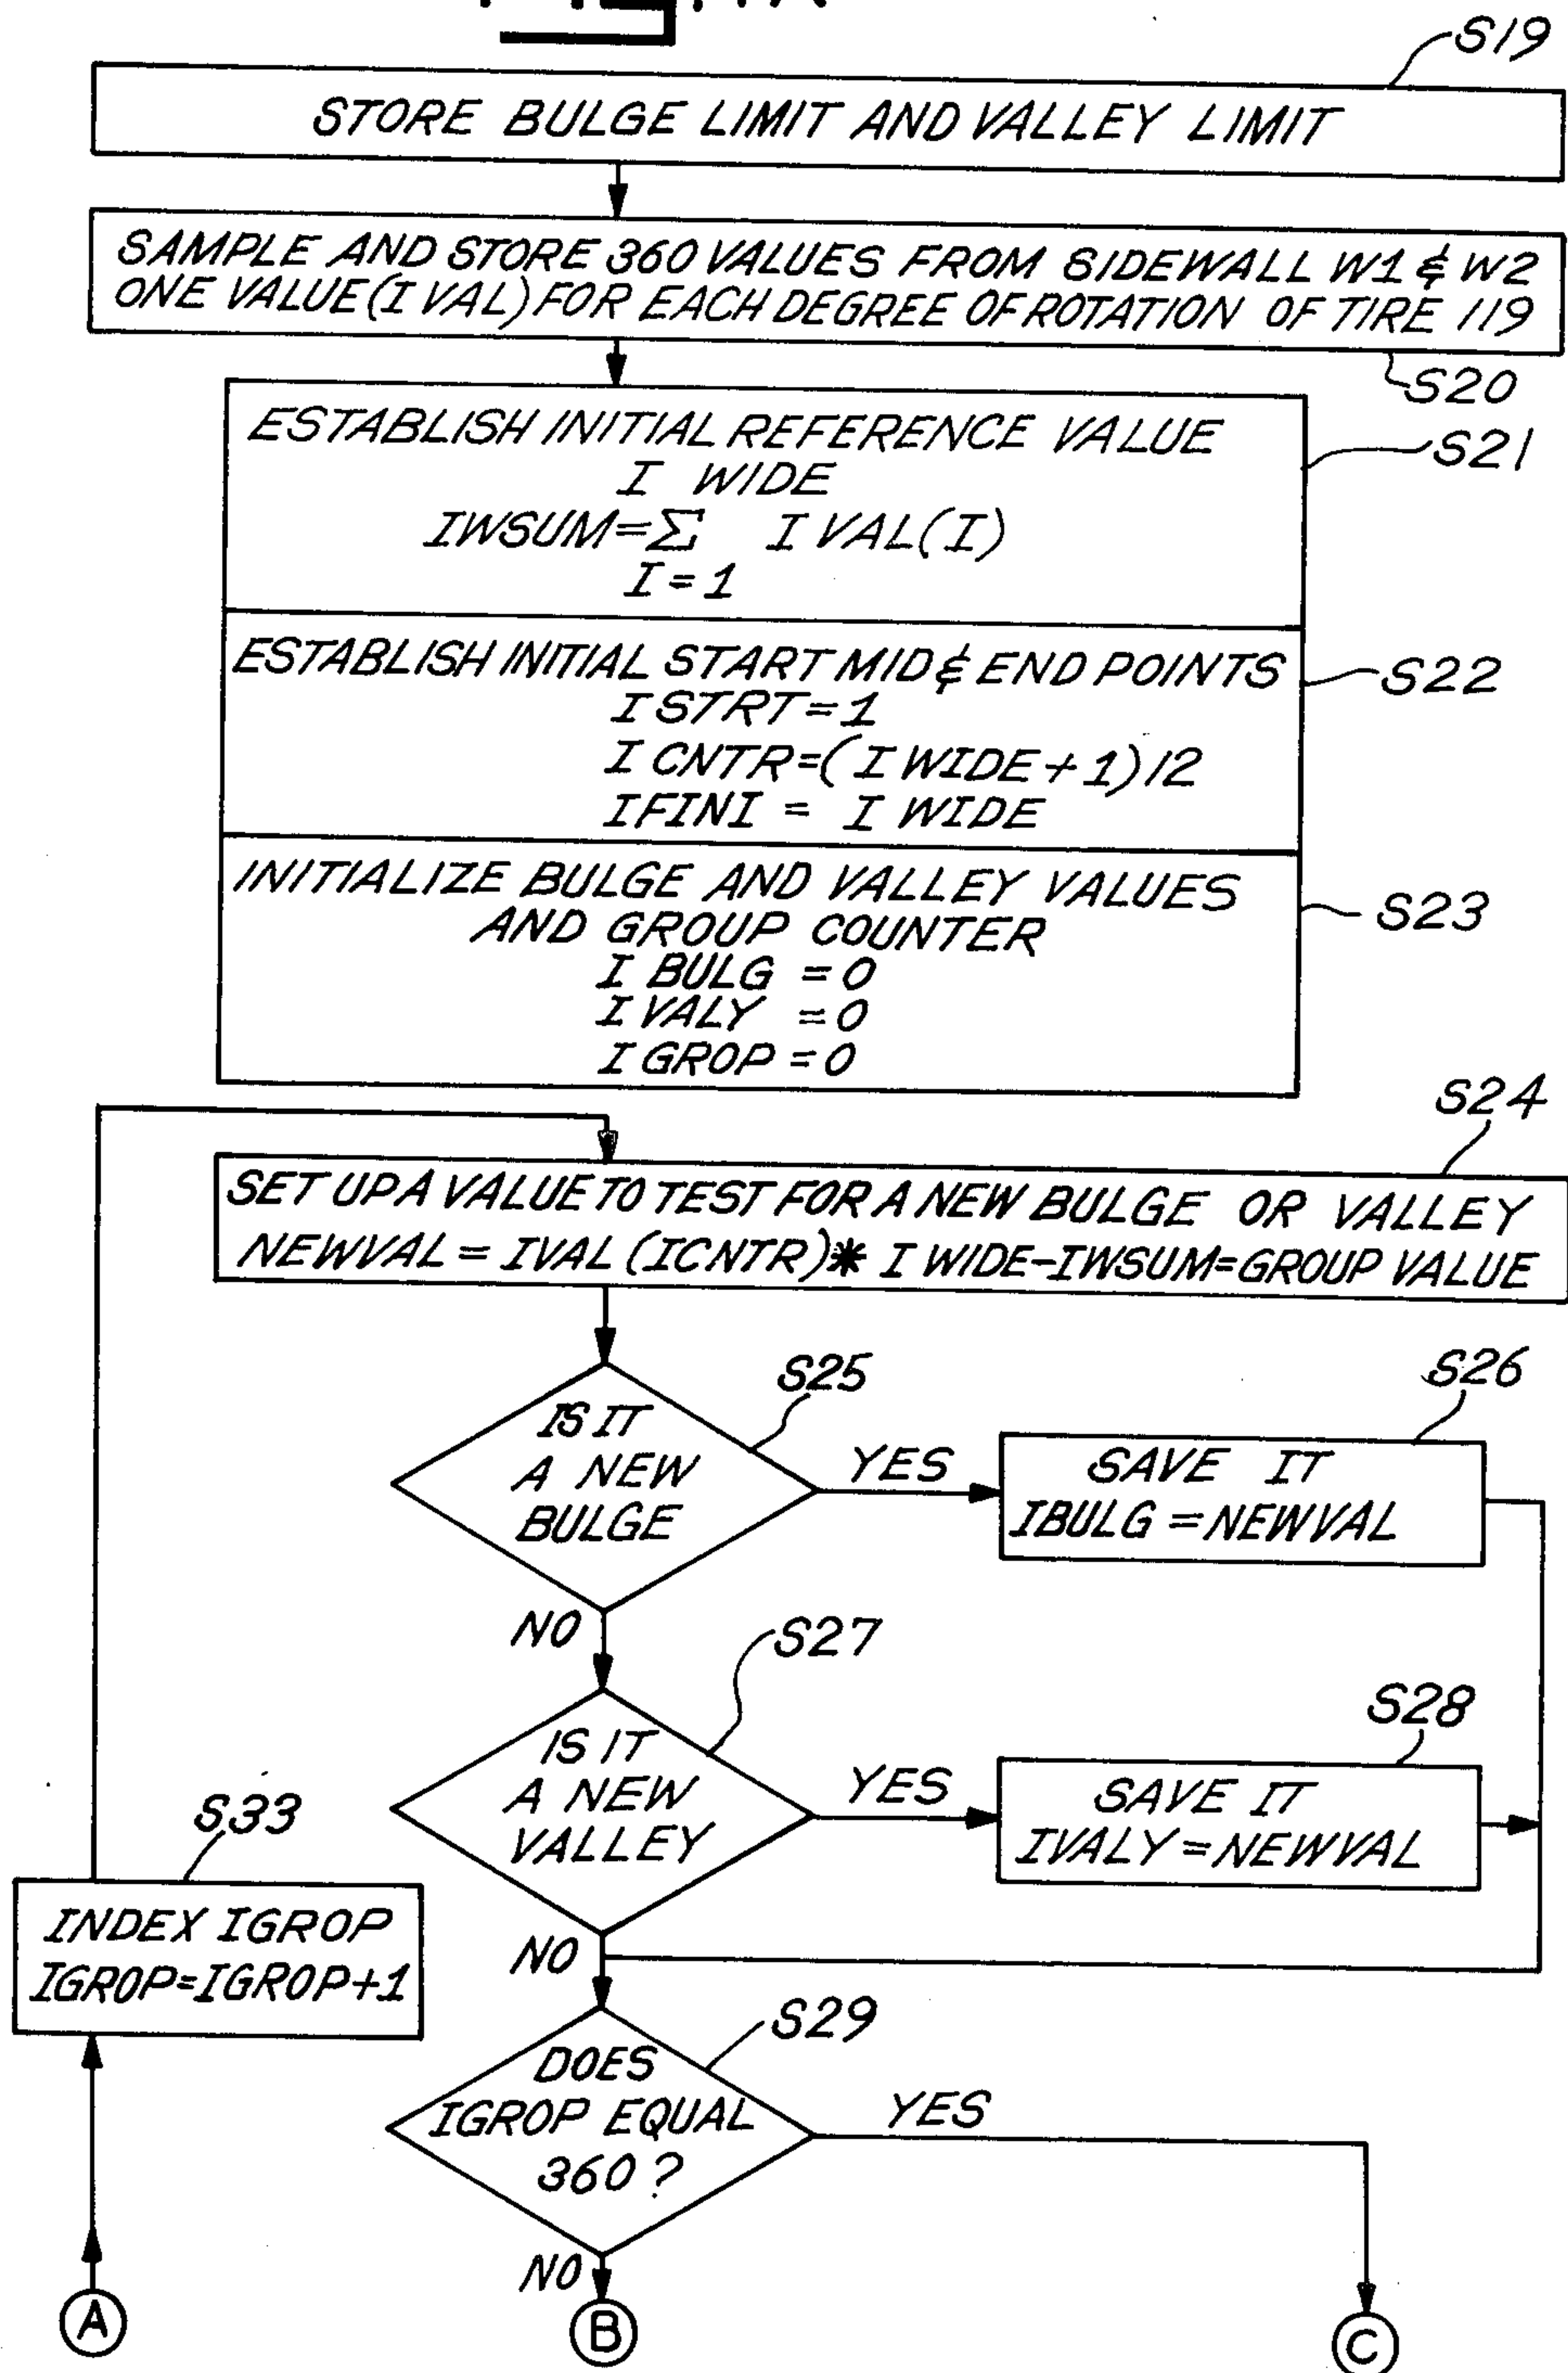 S19
STORE BULGE LIMIT AND VALLEY LIMIT
SAMPLE AND STORE 360 VALUES FROM SIDEWALL W1 & W2
ONE VALUE (I VAL) FOR EACH DEGREE OF ROTATION OF TIRE 119
S20
ESTABLISH INITIAL REFERENCE VALUE
I WIDE
IWSUM=Σ I VAL(I)
I=1
S21
ESTABLISH INITIAL START MID & END POINTS
I STRT=1
I CNTR=(I WIDE+1)/2
IFINI = I WIDE
S22
INITIALIZE BULGE AND VALLEY VALUES
AND GROUP COUNTER
I BULG =0
I VALY =0
I GROP =0
S23
S24
SET UP A VALUE TO TEST FOR A NEW BULGE OR VALLEY
NEWVAL = IVAL (ICNTR)* I WIDE-IWSUM=GROUP VALUE
S25
IS IT
A NEW
BULGE
YES
S26
SAVE IT
IBULG =NEWVAL
NO
S27
IS IT
A NEW
VALLEY
YES
S28
SAVE IT
IVALY =NEWVAL
S33
INDEX IGROP
IGROP=IGROP+1
NO
S29
DOES
IGROP EQUAL
360 ?
YES
NO
A
B
C